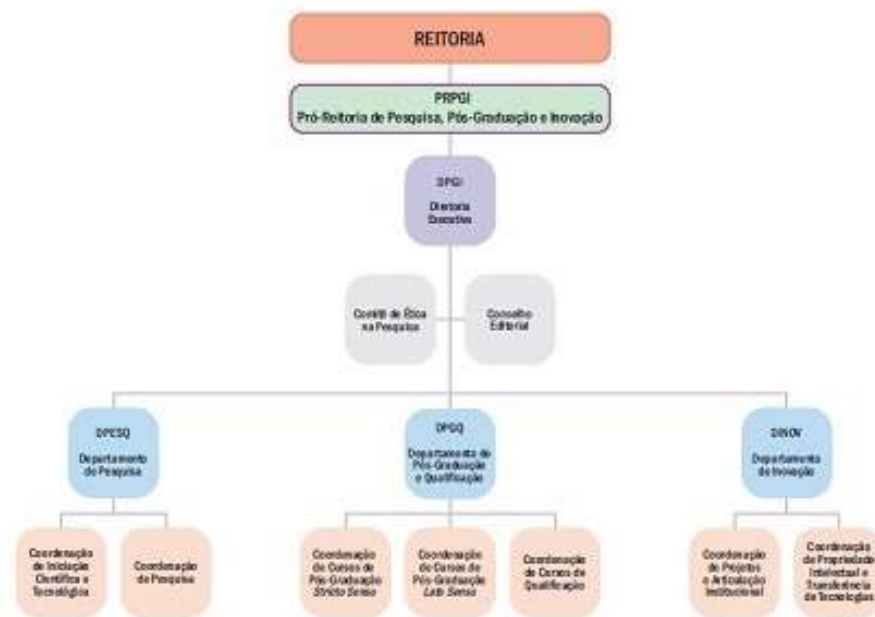 REITORIA
PRPGI
Pró-Reitoria de Pesquisa, Pós-Graduação e Inovação
DPGI
Diretoria
Executiva
Comitê de Ética
na Pesquisa
Conselho
Editorial
DPESQ
Departamento
de Pesquisa
DPGQ
Departamento de
Pós-Graduação
e Qualificação
DINOV
Departamento
de Inovação
Coordenação
de Iniciação
Científica e
Tecnológica
Coordenação
de Pesquisa
Coordenação
de Cursos de
Pós-Graduação
Stricto Sensu
Coordenação
de Cursos de
Pós-Graduação
Lato Sensu
Coordenação
de Cursos de
Qualificação
Coordenação
de Projetos
e Articulação
Institucional
Coordenação
de Propriedade
Intelectual e
Transferência
de Tecnologias